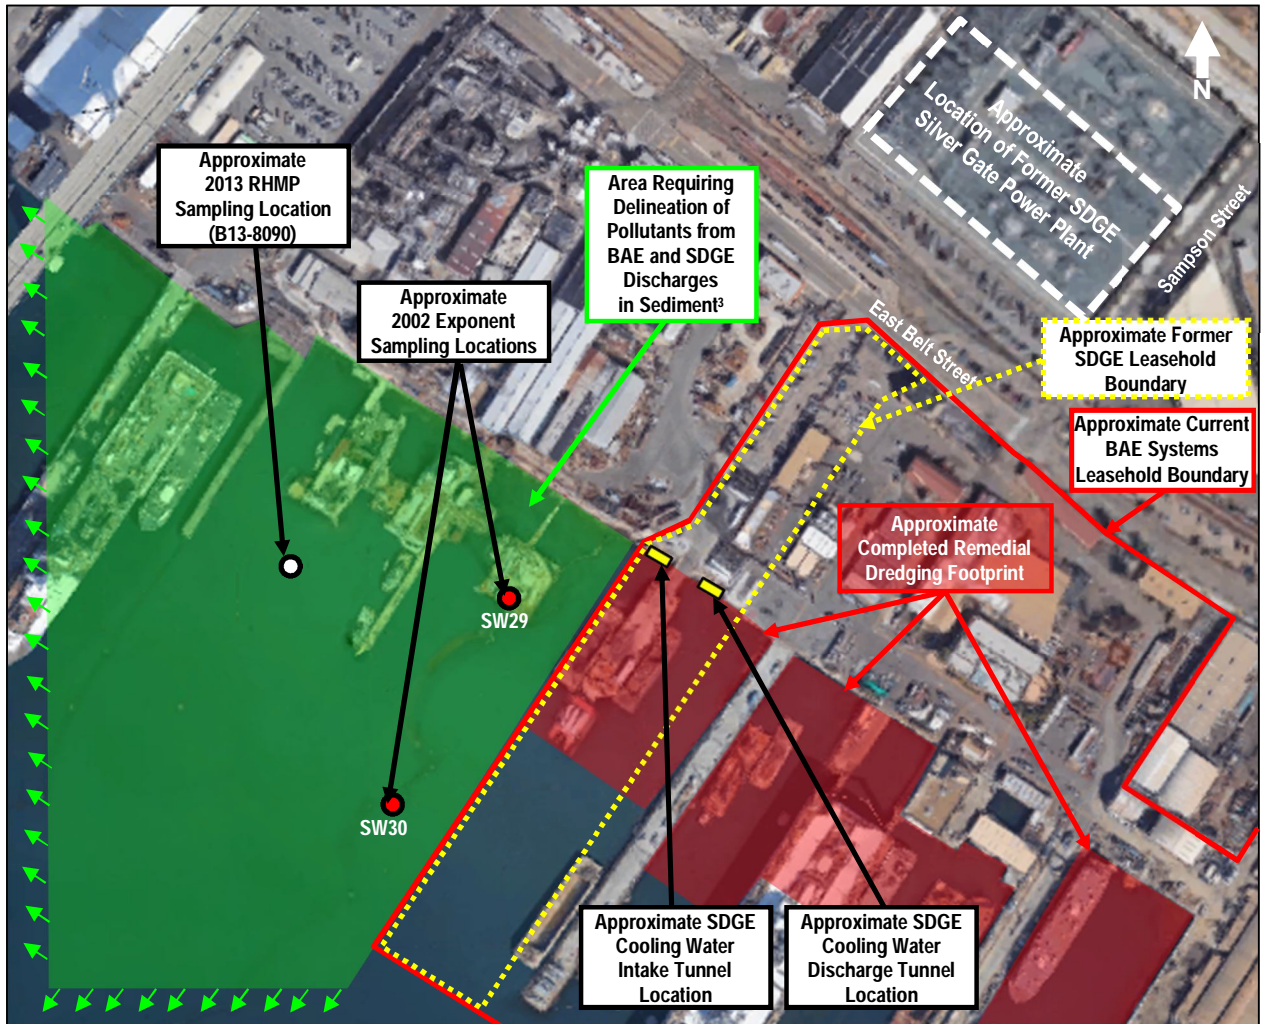 N
Approximate
Location of Former SDGE
Silver Gate Power Plant
Sampson Street
Approximate
2013 RHMP
Sampling Location
(B13-8090)
Area Requiring
Delineation of
Pollutants from
BAE and SDGE
Discharges
in Sediment³
Approximate
2002 Exponent
Sampling Locations
East Belt Street
Approximate Former
SDGE Leasehold
Boundary
Approximate Current
BAE Systems
Leasehold Boundary
Approximate
Completed Remedial
Dredging Footprint
SW29
SW30
Approximate SDGE
Cooling Water
Intake Tunnel
Location
Approximate SDGE
Cooling Water
Discharge Tunnel
Location